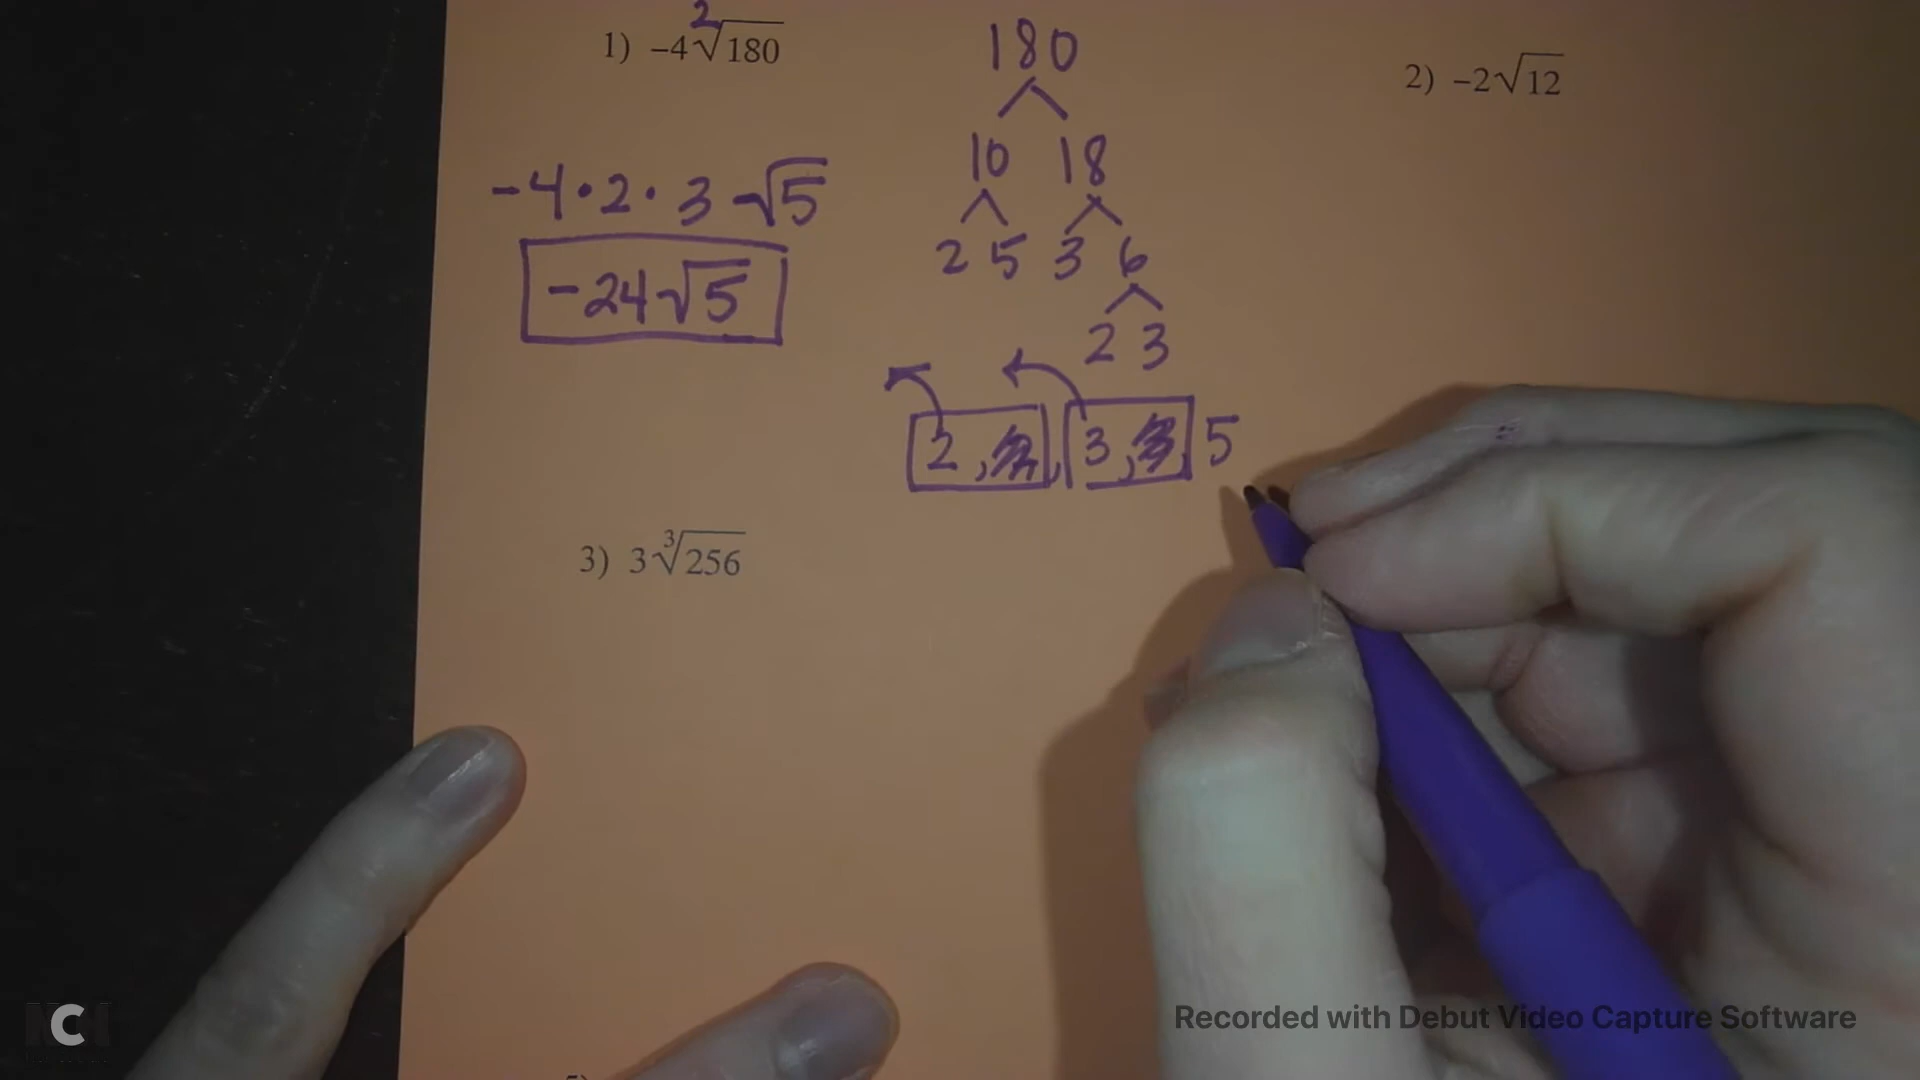 1) -4 2√180
-4 • 2 • 3 √5
-24√5
180
10 18
2 5 3 6
2 3
2, , 3, , 5
2) -2√12
3) 3 ³√256
5)
C
Recorded with Debut Video Capture Software